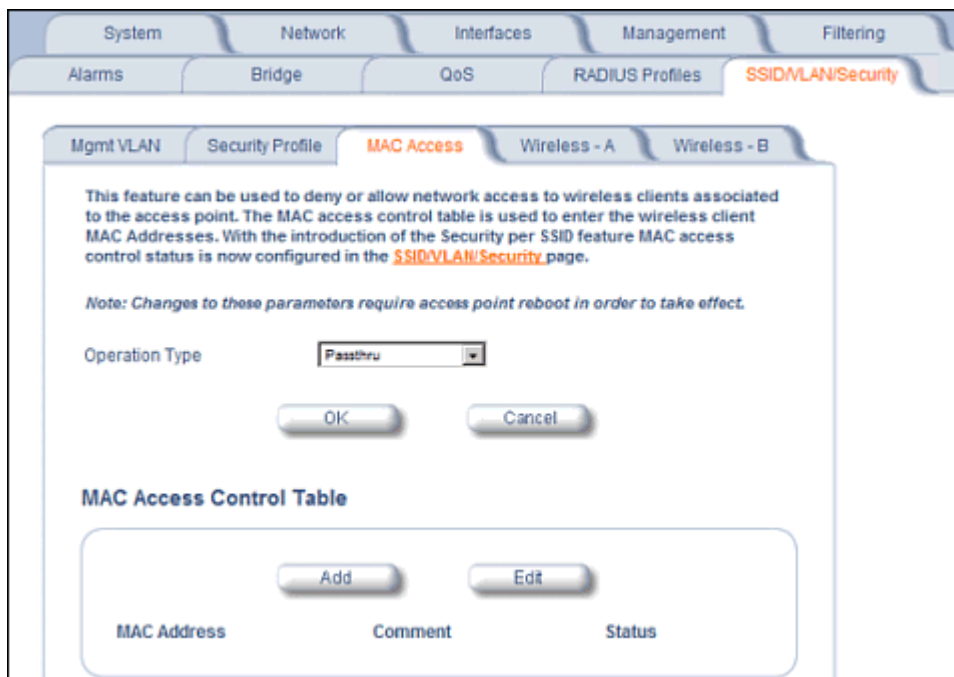 System Network Interfaces Management Filtering
Alarms Bridge QoS RADIUS Profiles SSID/VLAN/Security
Mgmt VLAN Security Profile MAC Access Wireless - A Wireless - B
This feature can be used to deny or allow network access to wireless clients associated
to the access point. The MAC access control table is used to enter the wireless client
MAC Addresses. With the introduction of the Security per SSID feature MAC access
control status is now configured in the SSID/VLAN/Security page.
Note: Changes to these parameters require access point reboot in order to take effect.
Operation Type Passthru
OK Cancel
MAC Access Control Table
Add Edit
MAC Address Comment Status